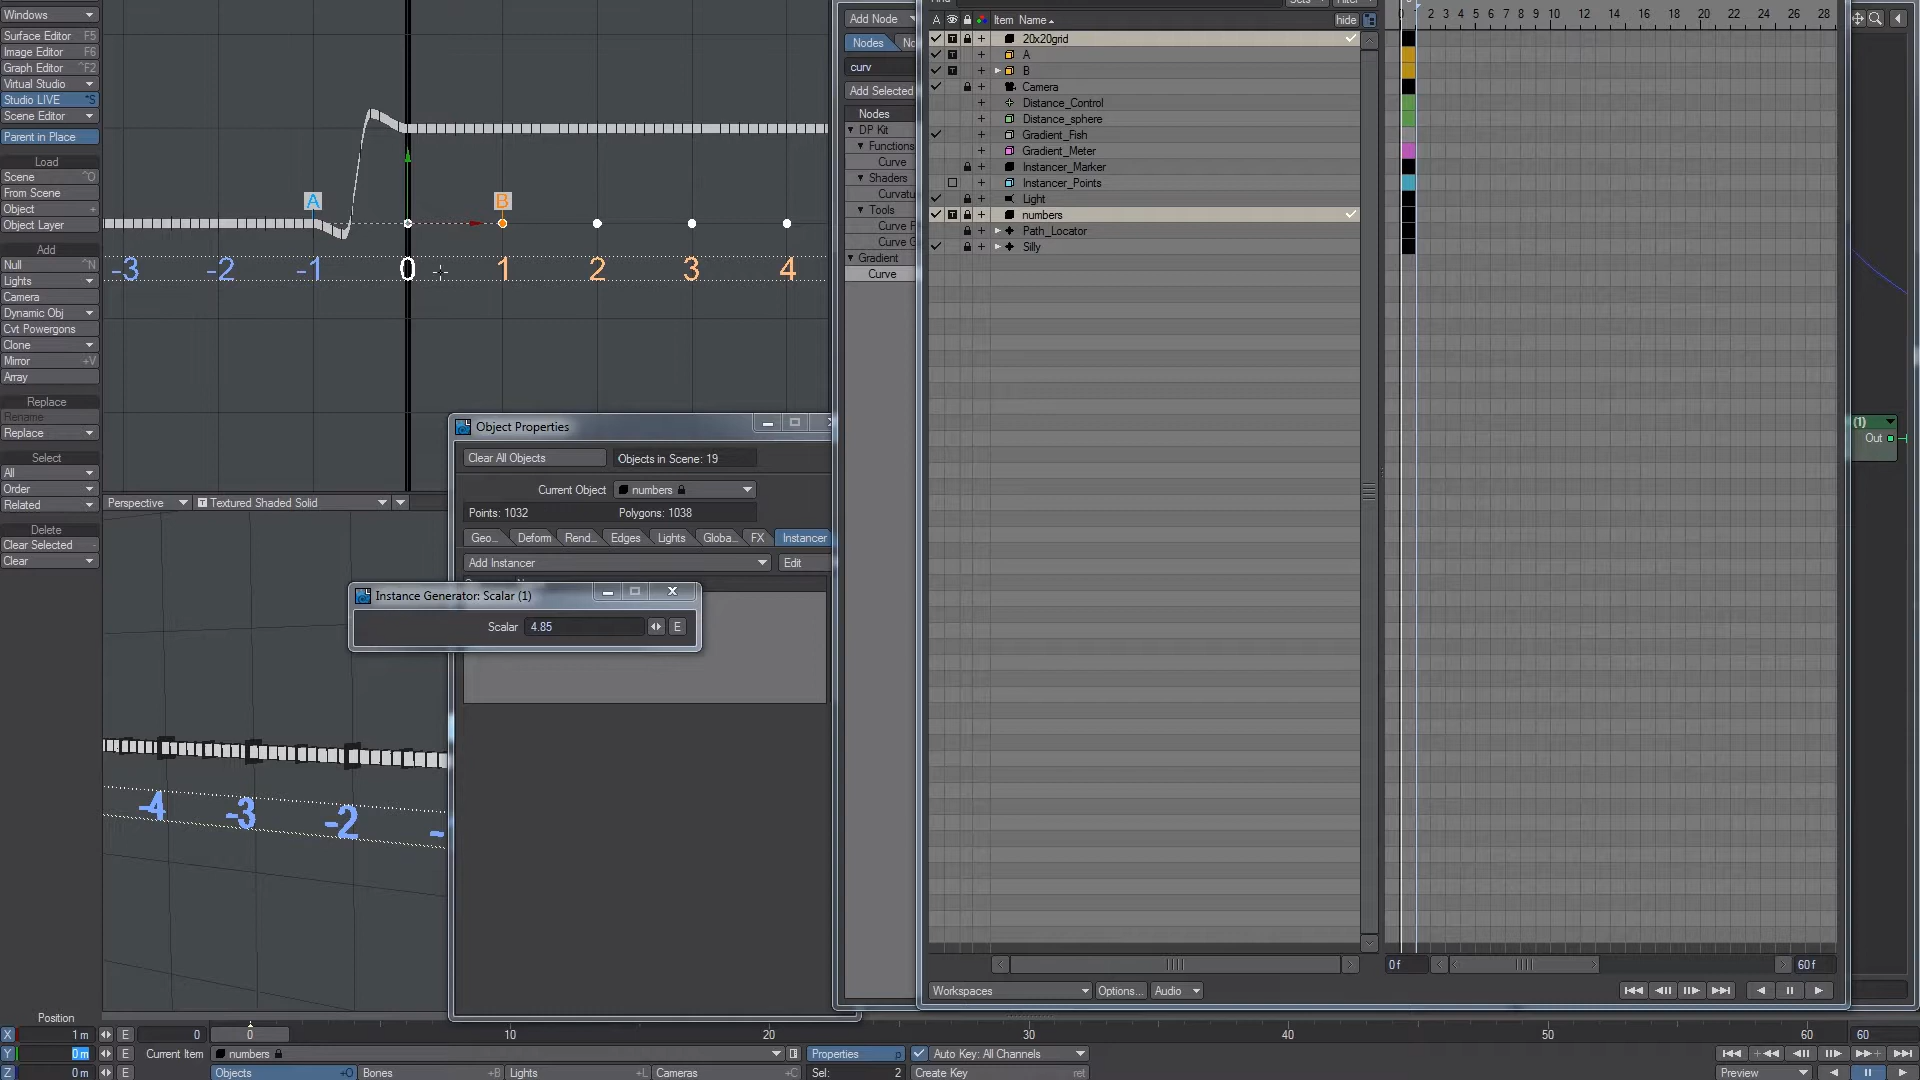 Windows
Surface Editor F5
Image Editor F6
Graph Editor ^F2
Virtual Studio
Studio LIVE ^S
Scene Editor
Parent in Place
Load
Scene ^O
From Scene
Object +
Object Layer
Add
Null ^N
Lights
Camera
Dynamic Obj
Cvt Powergons
Clone
Mirror +V
Array
Replace
Rename
Replace
Select
All
Order
Related
Delete
Clear Selected -
Clear
A
B
-3 -2 -1 0 1 2 3 4
Perspective
T Textured Shaded Solid
-4 -3 -2
Object Properties
Clear All Objects
Objects in Scene: 19
Current Object numbers
Points: 1032
Polygons: 1038
Geo... Deform Rend... Edges Lights Globa.. FX Instancer
Add Instancer Edit
Instance Generator: Scalar (1)
Scalar 4.85 E
Add Node
Nodes
curv
Add Selected
Nodes
DP Kit
Functions
Curve
Shaders
Tools
Gradient
Curve
A Item Name hide
20x20grid
A
B
Camera
Distance_Control
Distance_sphere
Gradient_Fish
Gradient_Meter
Instancer_Marker
Instancer_Points
Light
numbers
Path_Locator
Silly
0 2 3 4 5 6 7 8 9 10 12 14 16 18 20 22 24 26 28
(1)
Out
0 f 60 f
Workspaces Options... Audio
Position
X 1 m E 0 0 10 20 30 40 50 60 60
Y 0 m E Current Item numbers Properties p Auto Key: All Channels
Z 0 m E Objects +O Bones +B Lights +L Cameras +C Sel: 2 Create Key ret Preview